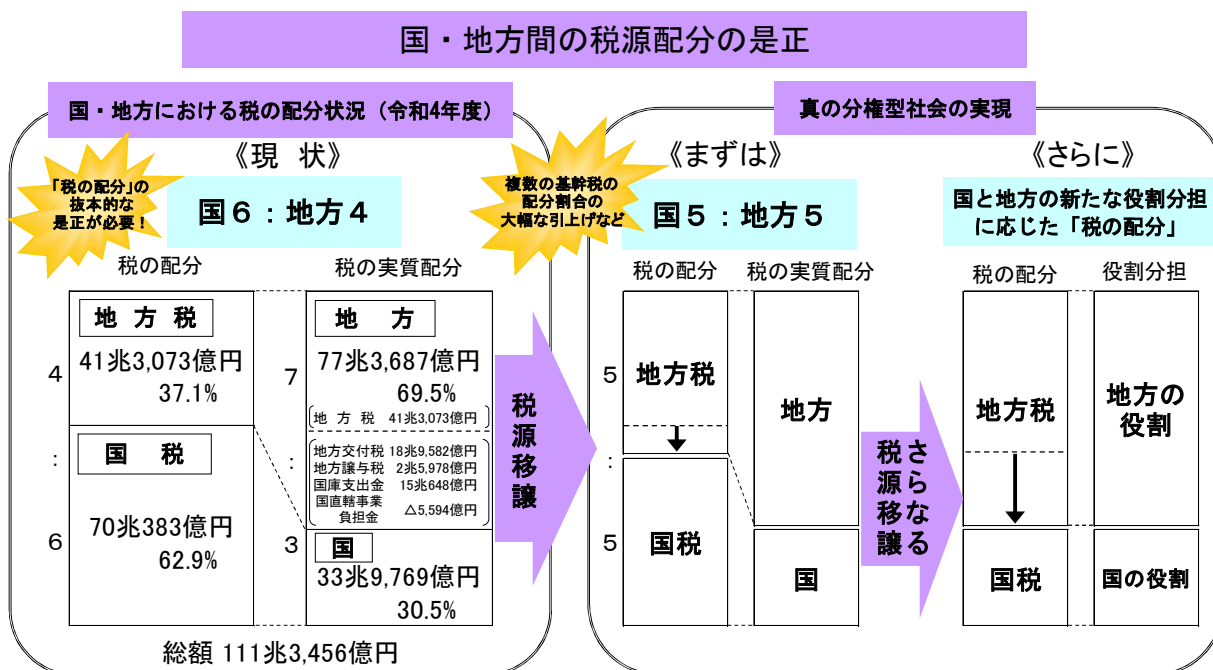 国・地方間の税源配分の是正
国・地方における税の配分状況（令和4年度）
《現 状》
「税の配分」の
抜本的な
是正が必要！
国６：地方４
税の配分
税の実質配分
4
:
6
地 方 税
41兆3,073億円
37.1%
国 税
70兆383億円
62.9%
7
:
3
地 方
77兆3,687億円
69.5%
地 方 税 41兆3,073億円
地方交付税 18兆9,582億円
地方譲与税 2兆5,978億円
国庫支出金 15兆648億円
国直轄事業
負担金 △5,594億円
国
33兆9,769億円
30.5%
総額 111兆3,456億円
税源移譲
真の分権型社会の実現
《まずは》
複数の基幹税の
配分割合の
大幅な引上げなど
国５：地方５
税の配分
税の実質配分
5
:
5
地方税
国税
地方
国
さらなる
税源移譲
《さらに》
国と地方の新たな役割分担
に応じた「税の配分」
税の配分
役割分担
地方税
国税
地方の
役割
国の役割